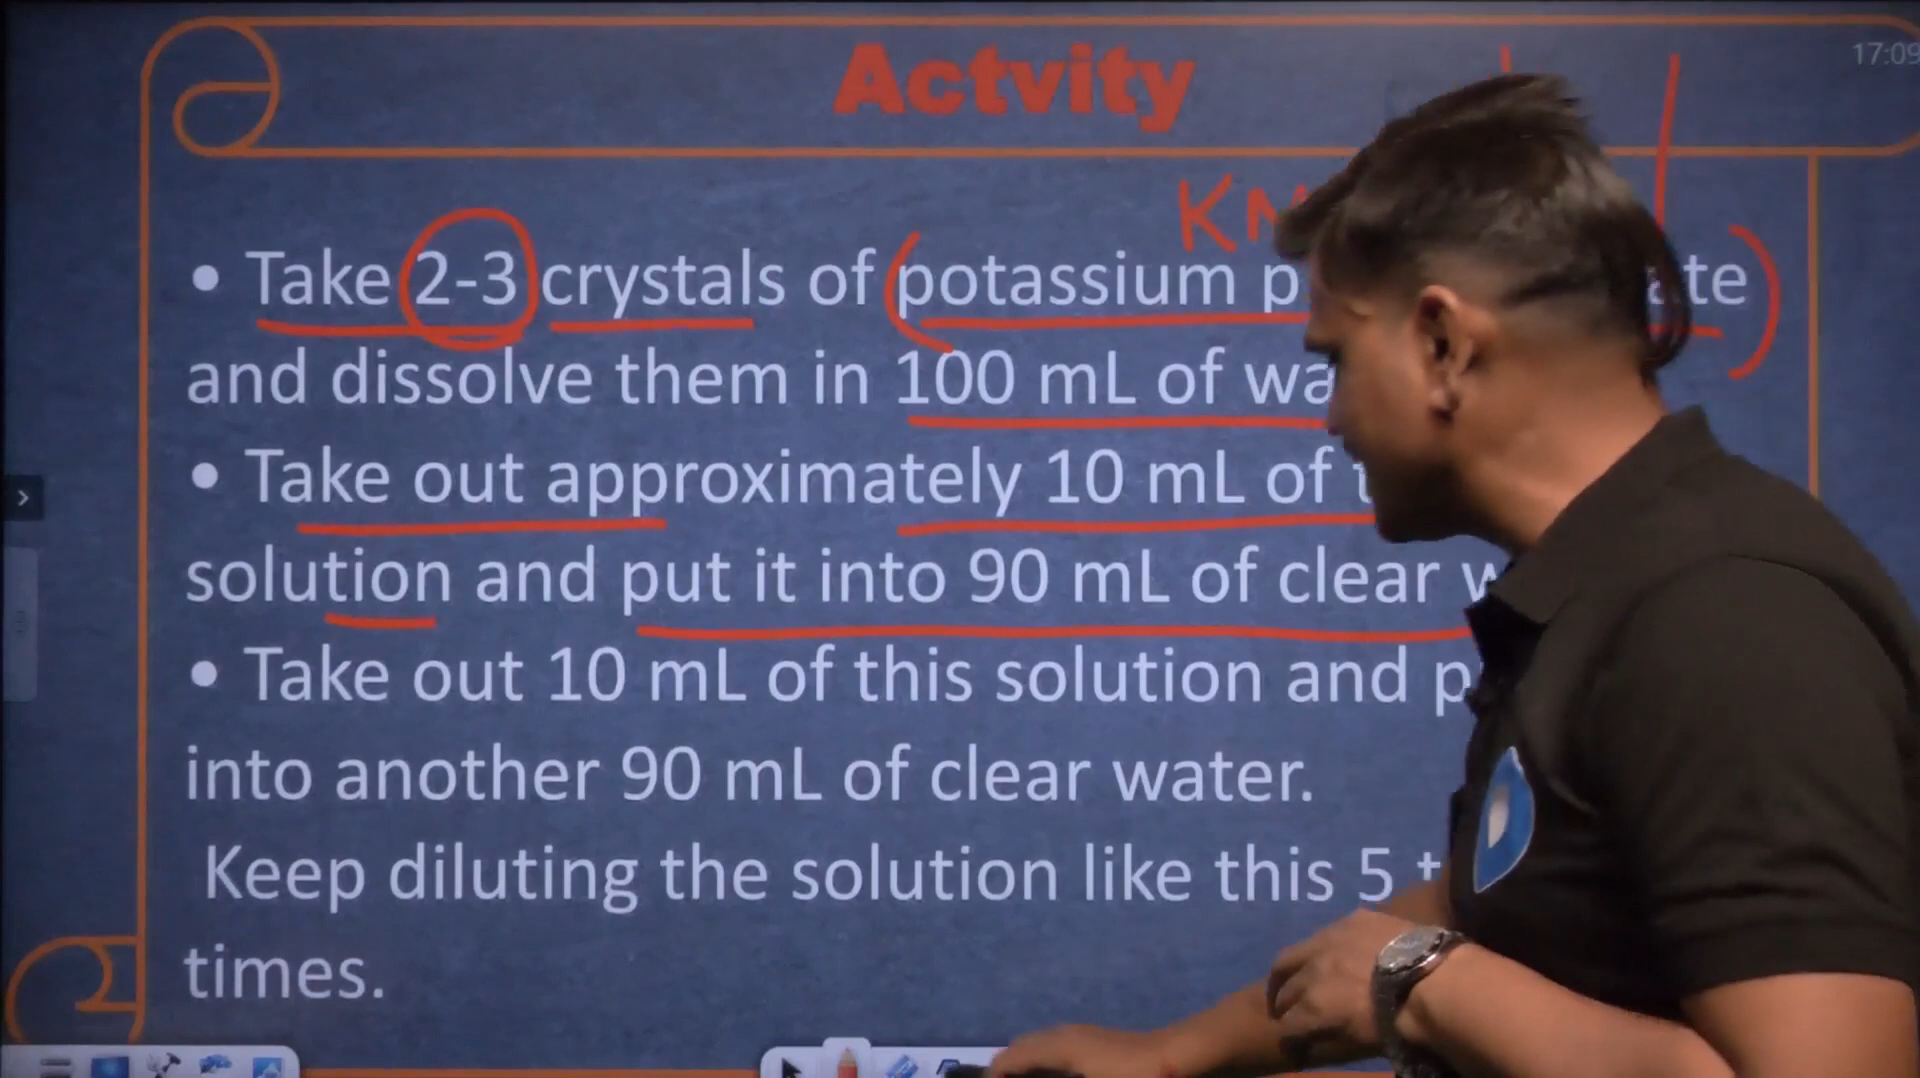 Actvity
17:09
KM
• Take 2-3 crystals of potassium
and dissolve them in 100 mL of
• Take out approximately 10 mL of
solution and put it into 90 mL of clear
• Take out 10 mL of this solution and
into another 90 mL of clear water.
Keep diluting the solution like this 5
times.